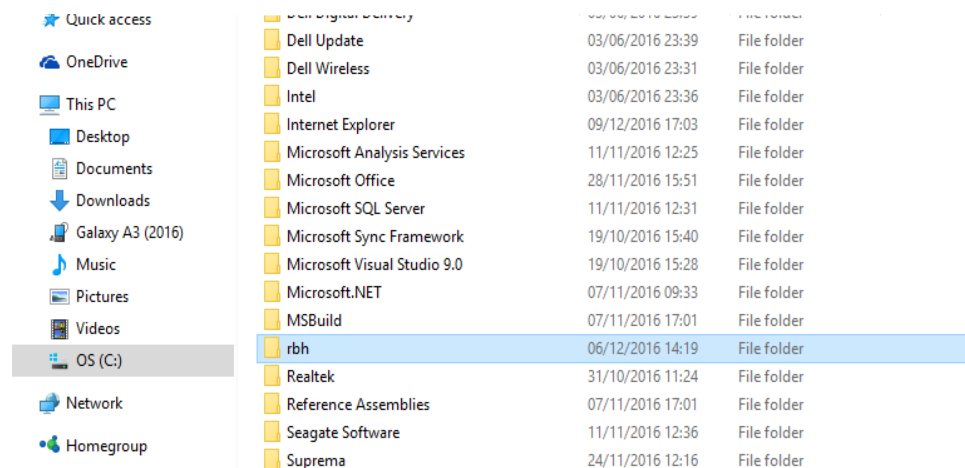 Quick access
OneDrive
This PC
Desktop
Documents
Downloads
Galaxy A3 (2016)
Music
Pictures
Videos
OS (C:)
Network
Homegroup
Dell Digital Delivery
Dell Update 03/06/2016 23:39 File folder
Dell Wireless 03/06/2016 23:31 File folder
Intel 03/06/2016 23:36 File folder
Internet Explorer 09/12/2016 17:03 File folder
Microsoft Analysis Services 11/11/2016 12:25 File folder
Microsoft Office 28/11/2016 15:51 File folder
Microsoft SQL Server 11/11/2016 12:31 File folder
Microsoft Sync Framework 19/10/2016 15:40 File folder
Microsoft Visual Studio 9.0 19/10/2016 15:28 File folder
Microsoft.NET 07/11/2016 09:33 File folder
MSBuild 07/11/2016 17:01 File folder
rbh 06/12/2016 14:19 File folder
Realtek 31/10/2016 11:24 File folder
Reference Assemblies 07/11/2016 17:01 File folder
Seagate Software 11/11/2016 12:36 File folder
Suprema 24/11/2016 12:16 File folder